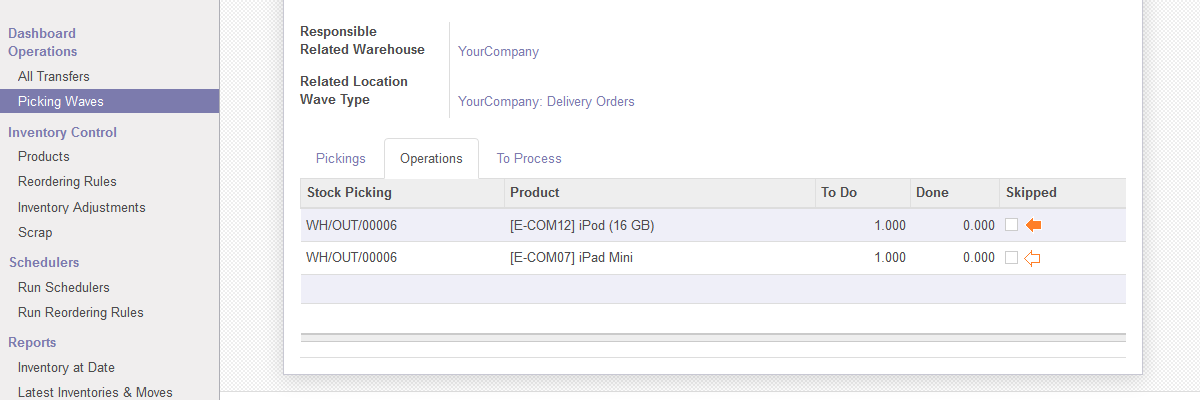 Dashboard
Operations
All Transfers
Picking Waves
Inventory Control
Products
Reordering Rules
Inventory Adjustments
Scrap
Schedulers
Run Schedulers
Run Reordering Rules
Reports
Inventory at Date
Latest Inventories & Moves
Responsible
Related Warehouse YourCompany
Related Location
Wave Type YourCompany: Delivery Orders
Pickings Operations To Process
Stock Picking Product To Do Done Skipped
WH/OUT/00006 [E-COM12] iPod (16 GB) 1.000 0.000
WH/OUT/00006 [E-COM07] iPad Mini 1.000 0.000